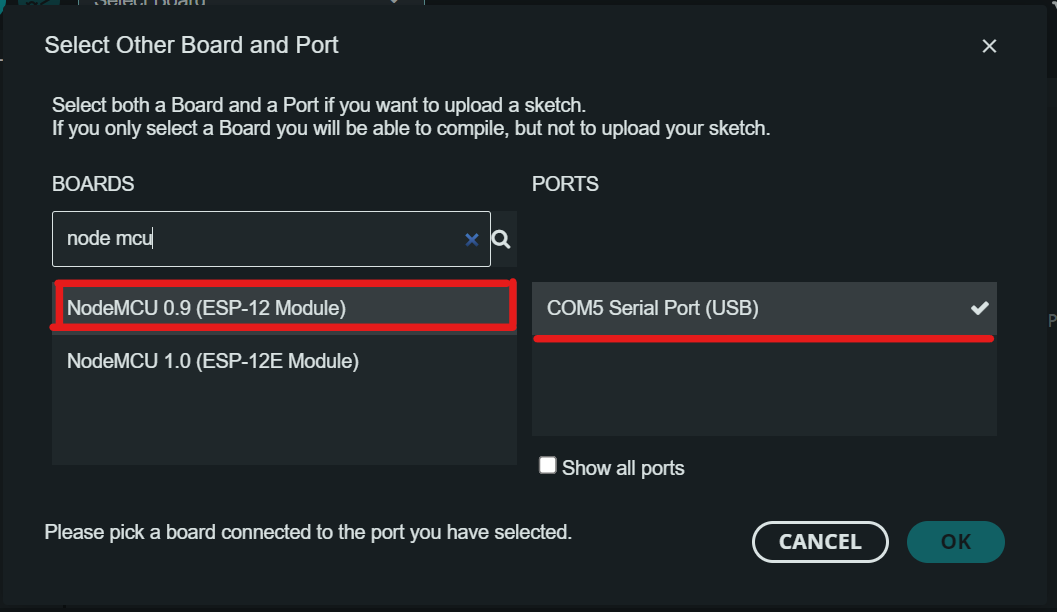 Select Board
Select Other Board and Port
Select both a Board and a Port if you want to upload a sketch.
If you only select a Board you will be able to compile, but not to upload your sketch.
BOARDS
PORTS
node mcu
NodeMCU 0.9 (ESP-12 Module)
COM5 Serial Port (USB)
NodeMCU 1.0 (ESP-12E Module)
Show all ports
Please pick a board connected to the port you have selected.
CANCEL
OK